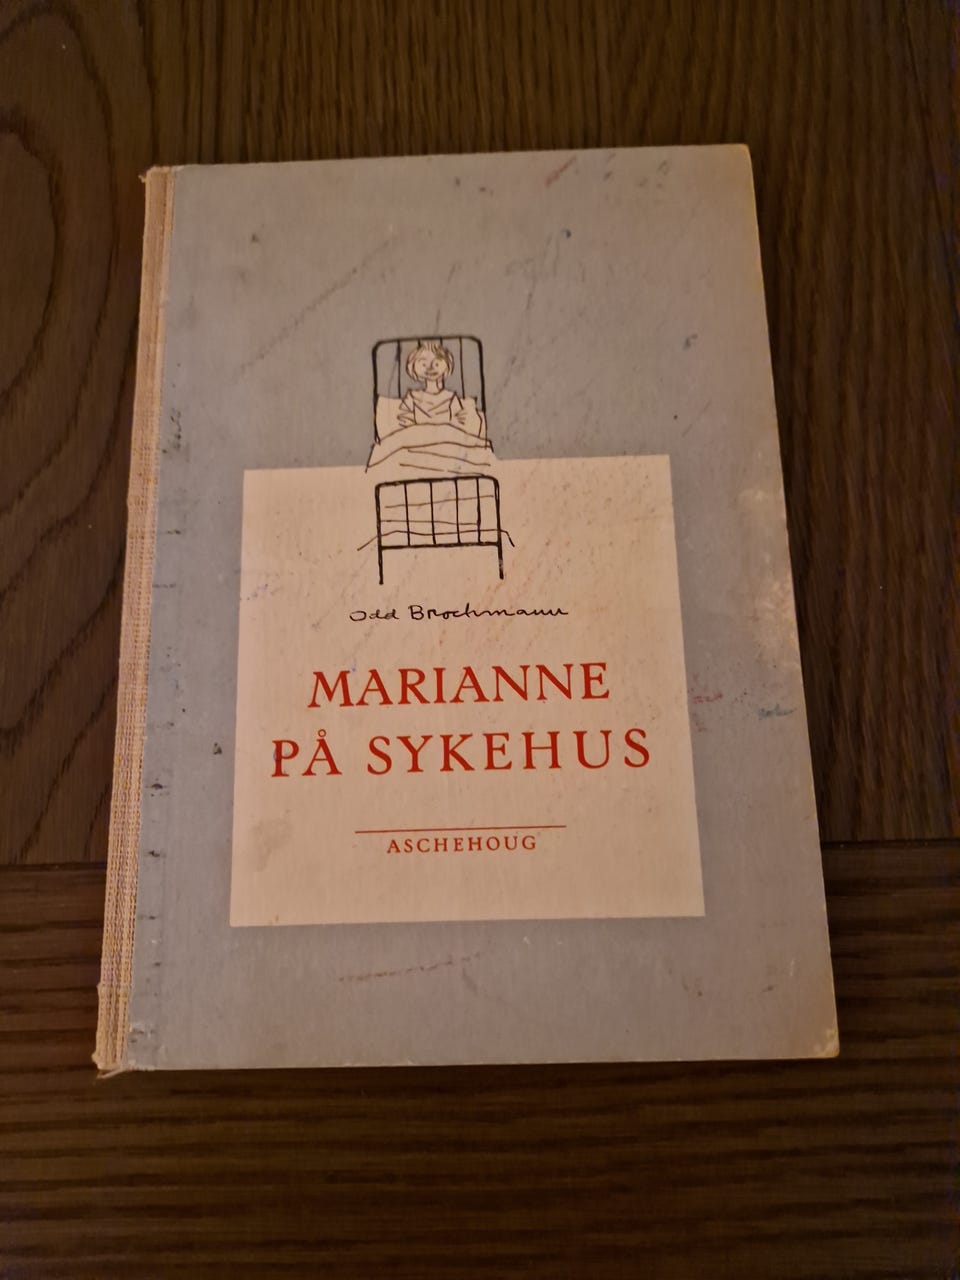 Odd Brochmann
MARIANNE
PÅ SYKEHUS
ASCHEHOUG